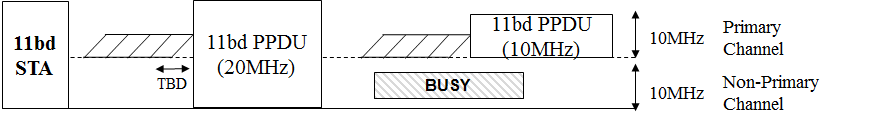 11bd
STA
TBD
11bd PPDU
(20MHz)
BUSY
11bd PPDU
(10MHz)
10MHz
Primary
Channel
10MHz
Non-Primary
Channel